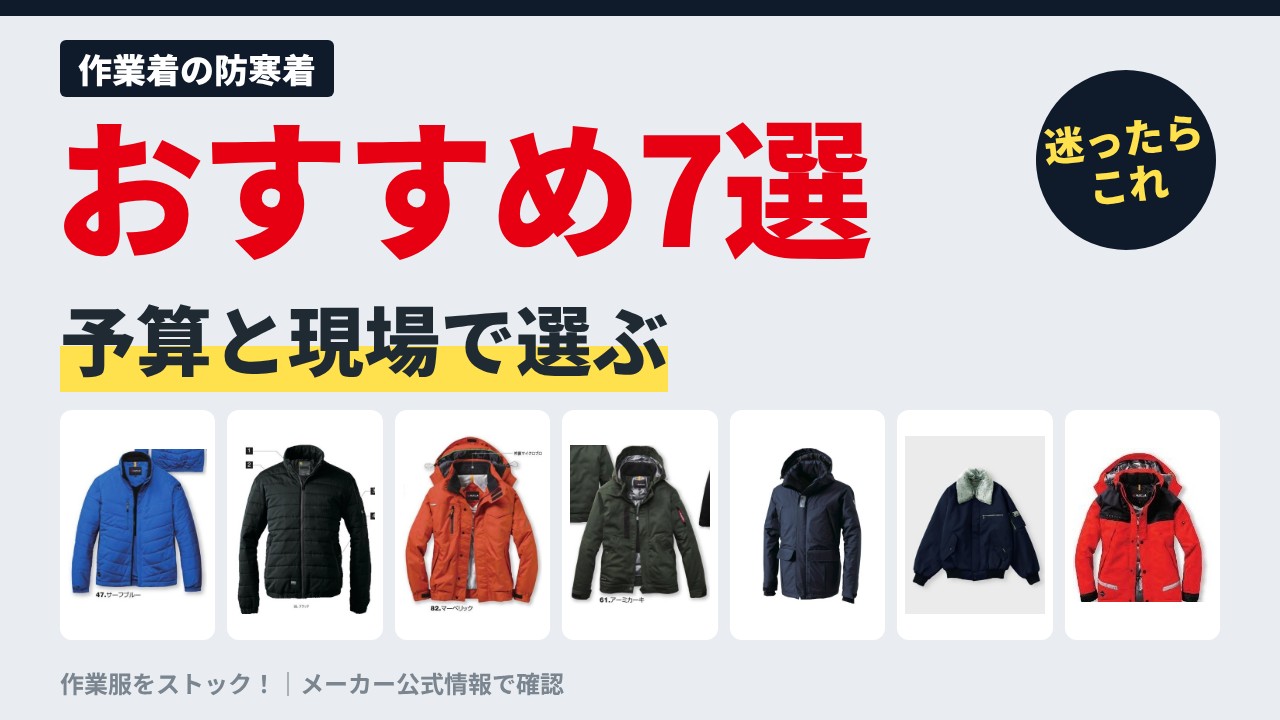 作業着の防寒着
おすすめ7選
迷ったら
これ
予算と現場で選ぶ
47.サーフブルー
1
2
82.マーベリック
61.アーミーカーキ
作業服をストック！｜メーカー公式情報で確認